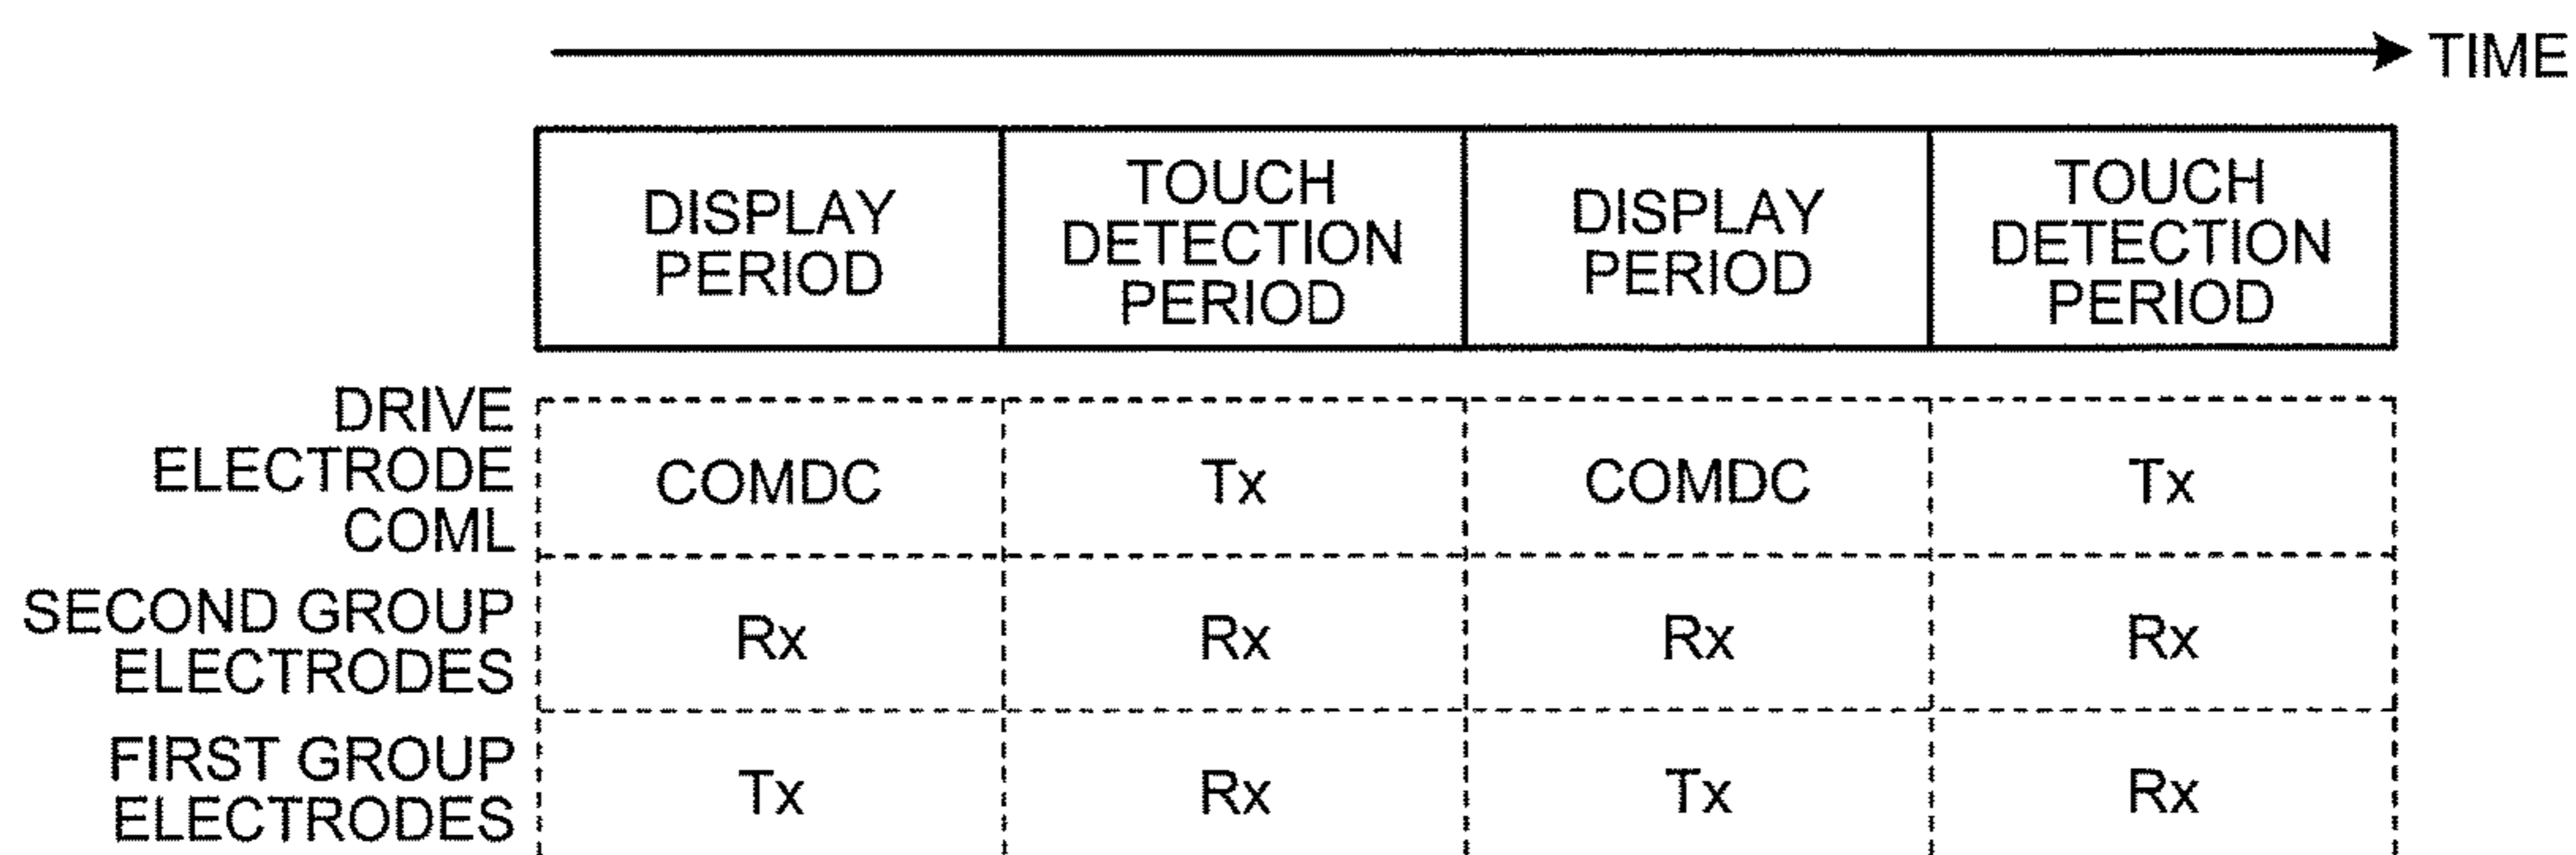 TIME
DISPLAY
PERIOD
TOUCH
DETECTION
PERIOD
DISPLAY
PERIOD
TOUCH
DETECTION
PERIOD
DRIVE
ELECTRODE
COML
COMDC
Tx
COMDC
Tx
SECOND GROUP
ELECTRODES
Rx
Rx
Rx
Rx
FIRST GROUP
ELECTRODES
Tx
Rx
Tx
Rx